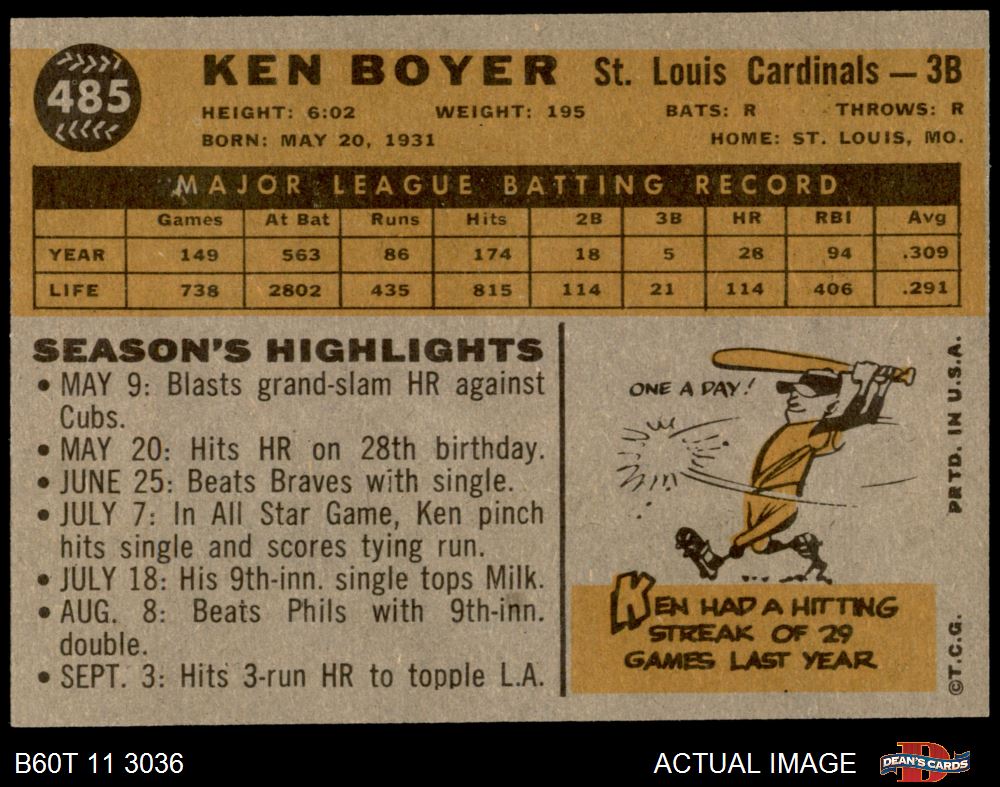 485
KEN BOYER St. Louis Cardinals — 3B
HEIGHT: 6:02 WEIGHT: 195 BATS: R THROWS: R
BORN: MAY 20, 1931 HOME: ST. LOUIS, MO.
MAJOR LEAGUE BATTING RECORD
Games At Bat Runs Hits 2B 3B HR RBI Avg
YEAR 149 563 86 174 18 5 28 94 .309
LIFE 738 2802 435 815 114 21 114 406 .291
SEASON'S HIGHLIGHTS
• MAY 9: Blasts grand-slam HR against
Cubs.
• MAY 20: Hits HR on 28th birthday.
• JUNE 25: Beats Braves with single.
• JULY 7: In All Star Game, Ken pinch
hits single and scores tying run.
• JULY 18: His 9th-inn. single tops Milk.
• AUG. 8: Beats Phils with 9th-inn.
double.
• SEPT. 3: Hits 3-run HR to topple L.A.
ONE A DAY!
KEN HAD A HITTING
STREAK OF 29
GAMES LAST YEAR
©T.C.G. PRTD. IN U.S.A.
B60T 11 3036 ACTUAL IMAGE
D
DEAN'S CARDS